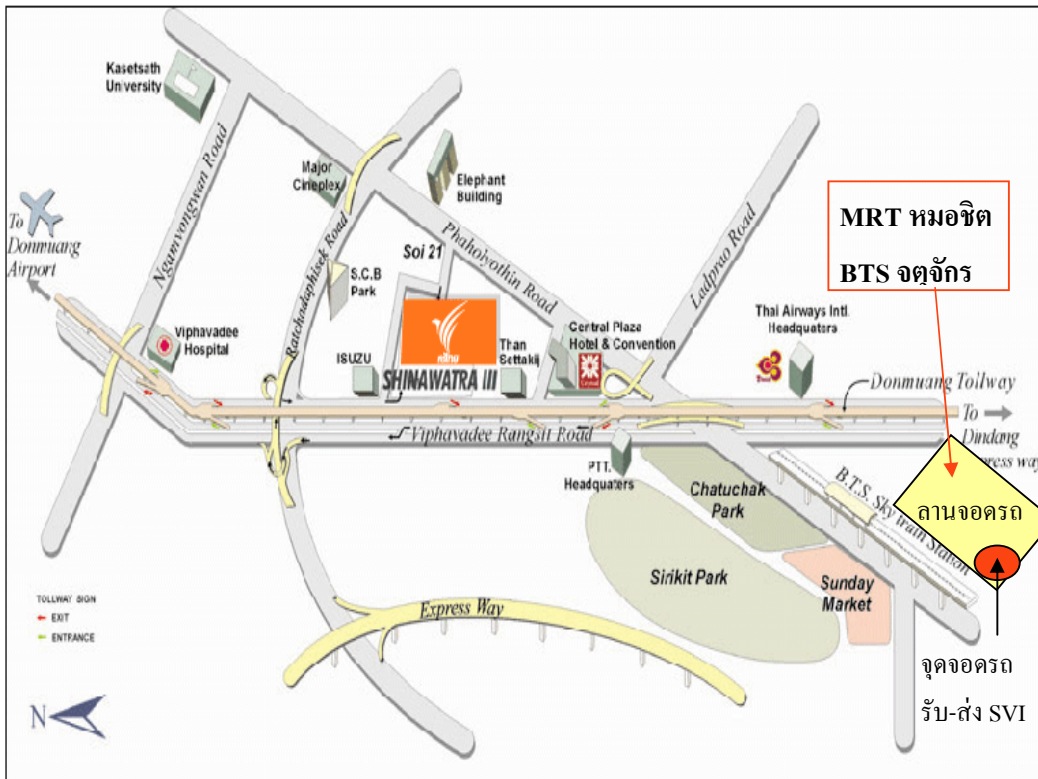 Kasetsath
University
Ngamvongwan Road
To
Donmuang
Airport
Viphavadee
Hospital
Major
Cineplex
Ratchadaphisek Road
Elephant
Building
Soi 21
Phaholyothin Road
S.C.B
Park
ISUZU
SHINAWATRA III
Than
Settakij
Central Plaza
Hotel & Convention
Ladprao Road
MRT หมอชิต
BTS จตุจักร
Thai Airways Intl.
Headquaters
Donmuang Tollway
To
Dindang
press way
Viphavadee Rangsit Road
PTT.
Headquaters
Chatuchak
Park
B.T.S. Sky train Station
ลานจอดรถ
Sirikit Park
Sunday
Market
Express Way
TOLLWAY SIGN
EXIT
ENTRANCE
N
จุดจอดรถ
รับ-ส่ง SVI